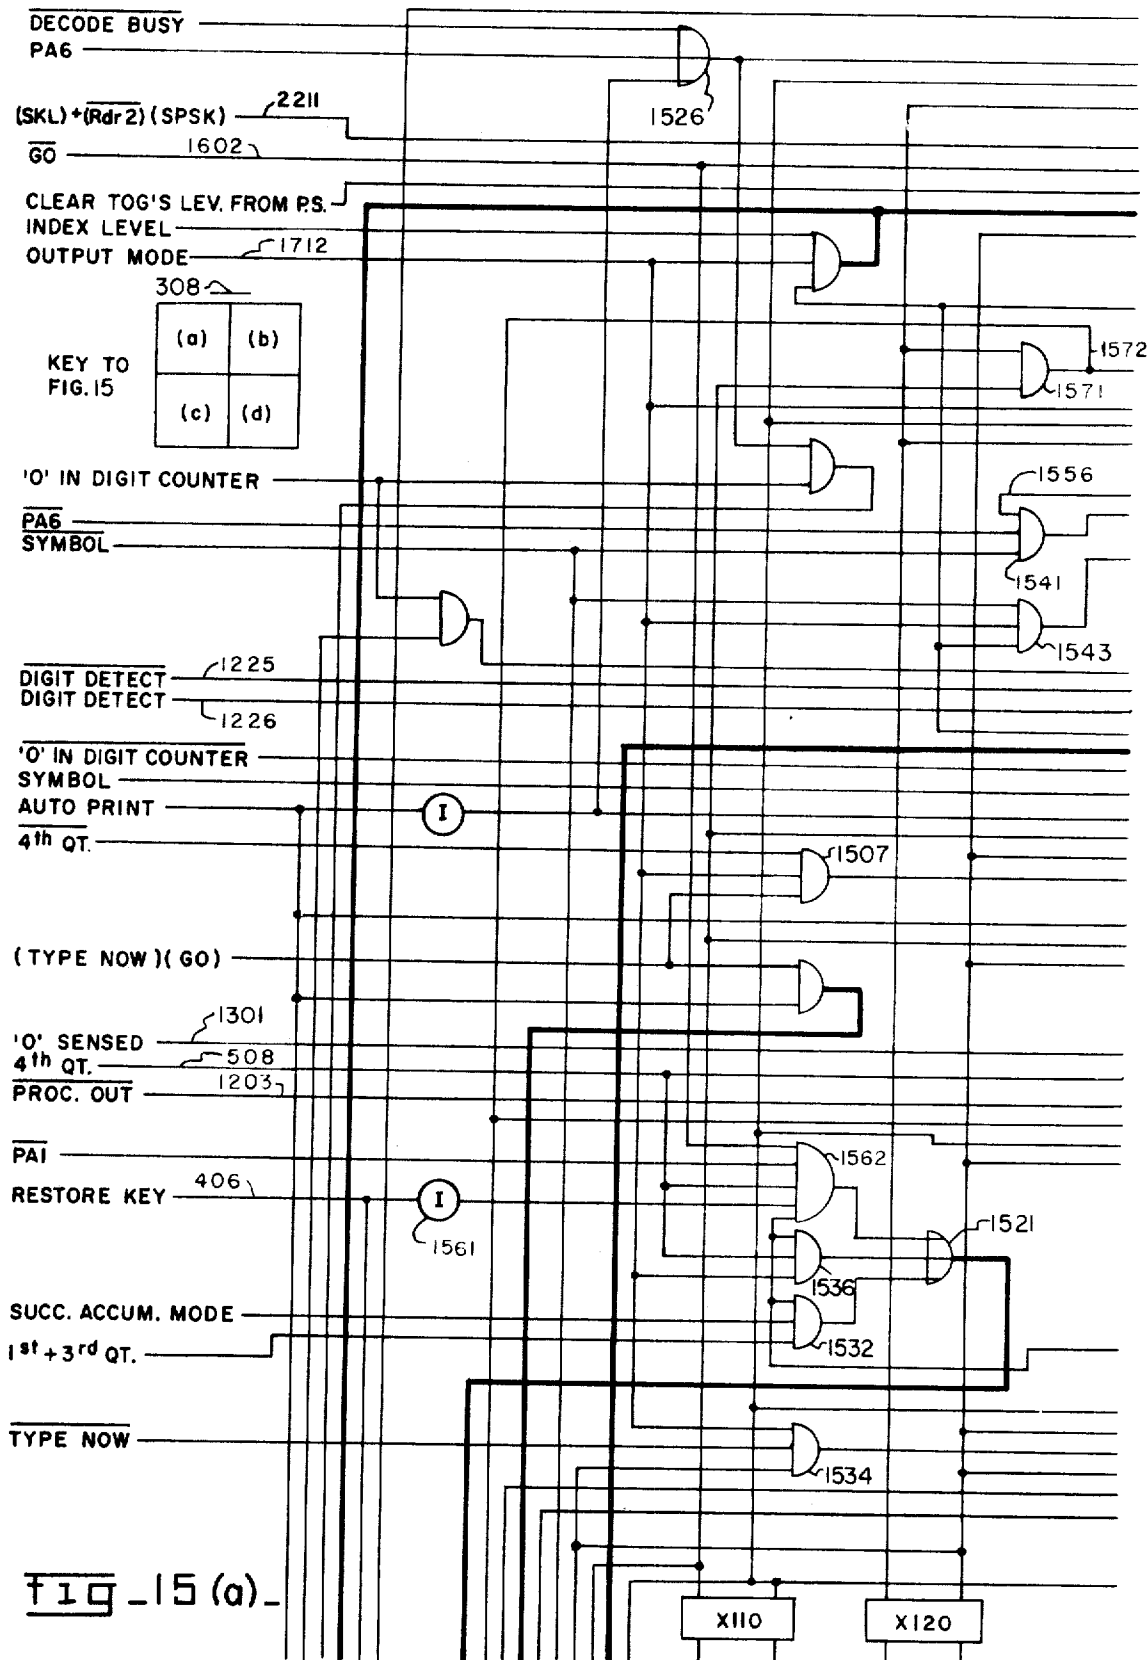 DECODE BUSY
PA6
1526
(SKL)+(Rdr 2)(SPSK) 2211
GO 1602
CLEAR TOG'S LEV. FROM P.S.
INDEX LEVEL
OUTPUT MODE 1712
308
(a) (b)
(c) (d)
KEY TO
FIG. 15
1572
1571
'O' IN DIGIT COUNTER
1556
PA6
SYMBOL
1541
1543
DIGIT DETECT 1225
DIGIT DETECT
1226
'O' IN DIGIT COUNTER
SYMBOL
AUTO PRINT I
4th QT.
1507
(TYPE NOW)(GO)
1301
'O' SENSED
4th QT. 508
PROC. OUT 1203
PA1
1562
RESTORE KEY 406 I
1561
1521
1536
SUCC. ACCUM. MODE
1532
1st + 3rd QT.
TYPE NOW
1534
fig_15 (a)_
X110 X120